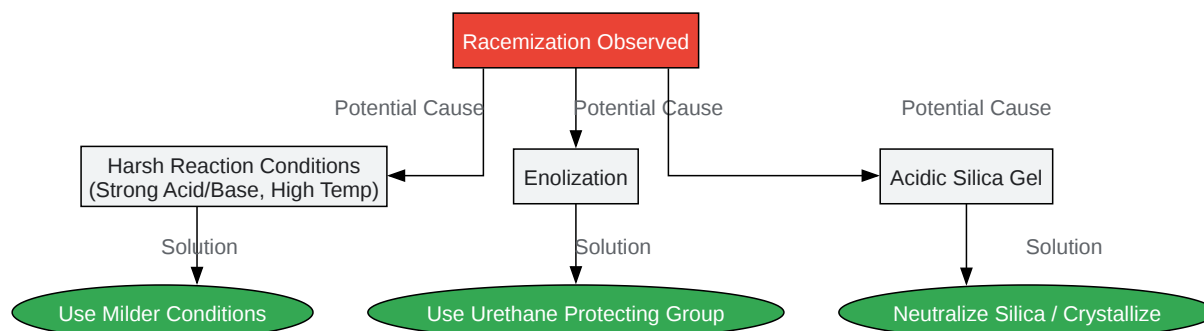 Racemization Observed
Potential Cause
Potential Cause
Potential Cause
Harsh Reaction Conditions
(Strong Acid/Base, High Temp)
Enolization
Acidic Silica Gel
Solution
Solution
Solution
Use Milder Conditions
Use Urethane Protecting Group
Neutralize Silica / Crystallize